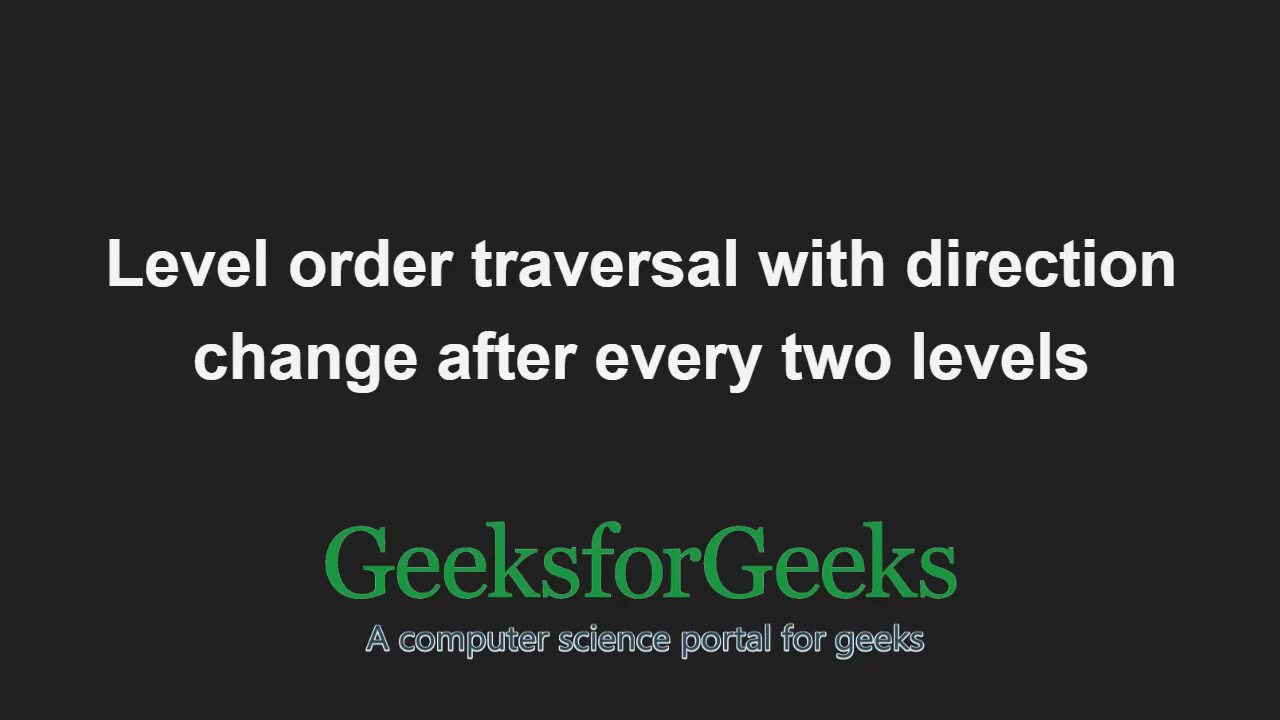 Level order traversal with direction
change after every two levels
GeeksforGeeks
A computer science portal for geeks